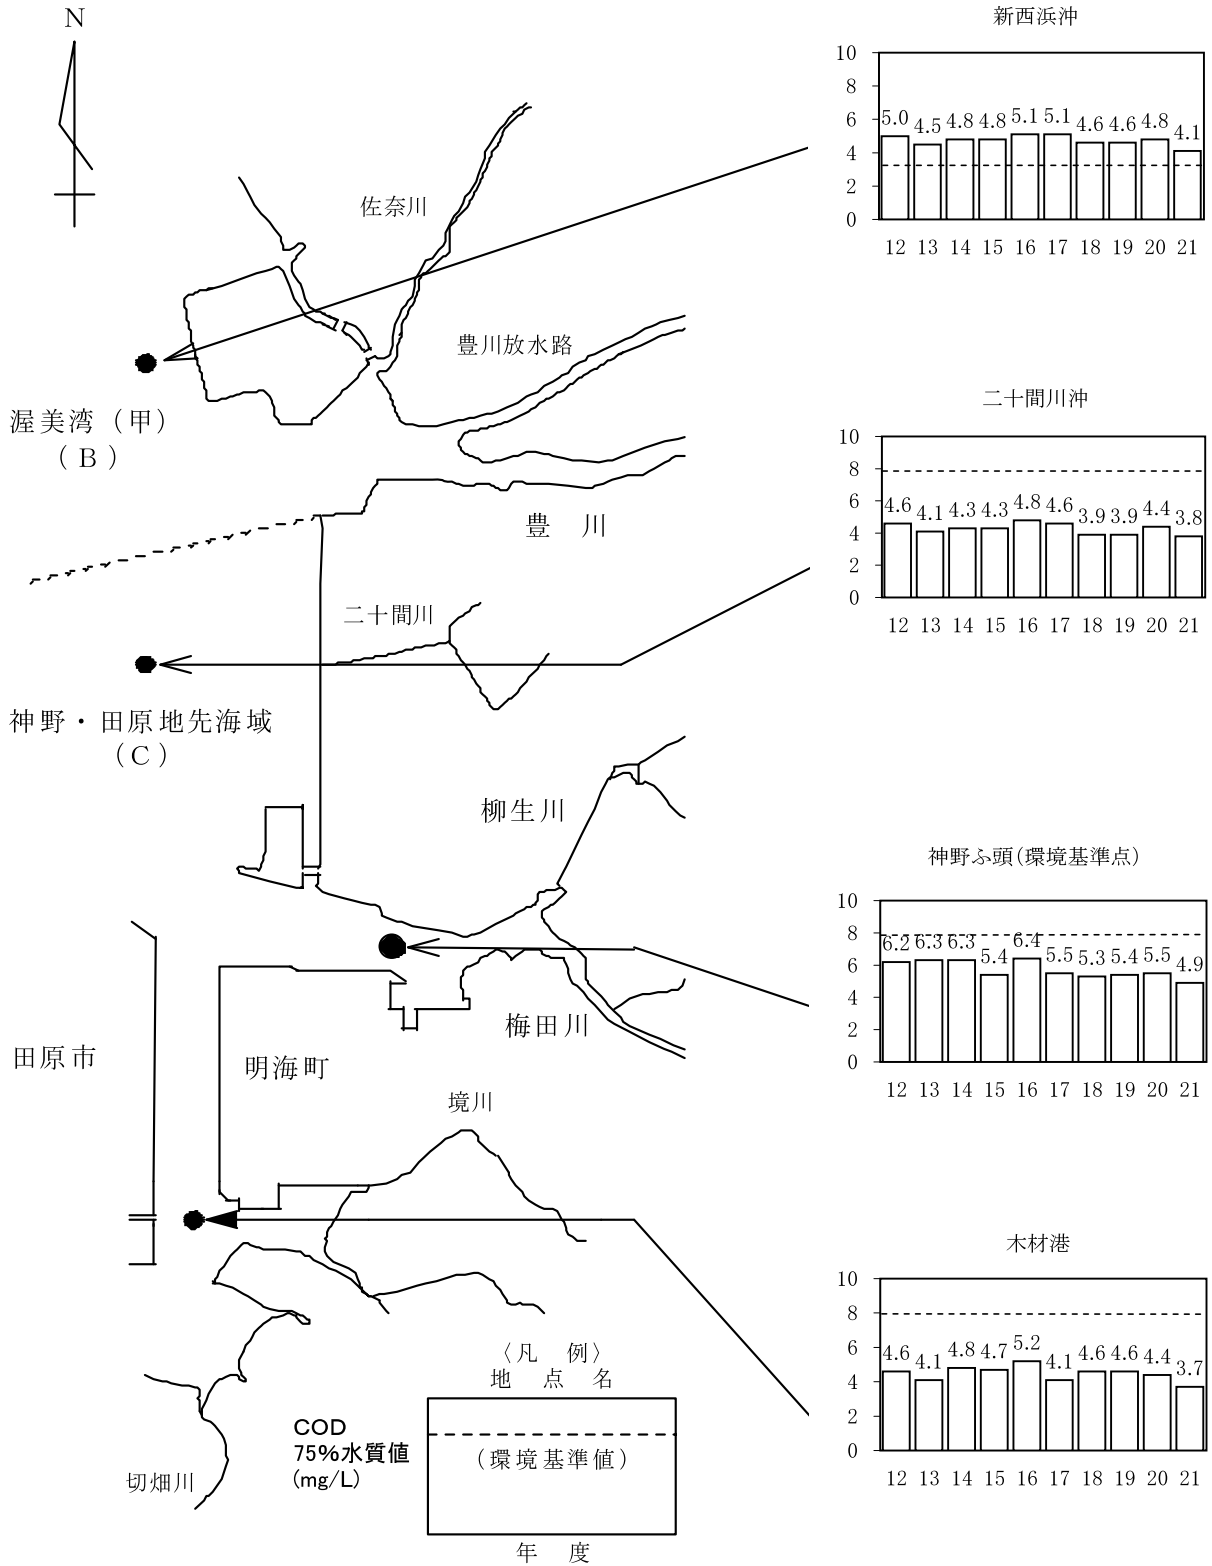 N
佐奈川
豊川放水路
渥美湾（甲）
（Ｂ）
豊　川
二十間川
神野・田原地先海域
（Ｃ）
柳生川
梅田川
田原市
明海町
境川
切畑川
COD
75%水質値
(mg/L)
〈凡　例〉
地　点　名
（環境基準値）
年　度
新西浜沖
10
8
6
4
2
0
5.0 4.5 4.8 4.8 5.1 5.1 4.6 4.6 4.8 4.1
12 13 14 15 16 17 18 19 20 21
二十間川沖
10
8
6
4
2
0
4.6 4.1 4.3 4.3 4.8 4.6 3.9 3.9 4.4 3.8
12 13 14 15 16 17 18 19 20 21
神野ふ頭(環境基準点)
10
8
6
4
2
0
6.2 6.3 6.3 5.4 6.4 5.5 5.3 5.4 5.5 4.9
12 13 14 15 16 17 18 19 20 21
木材港
10
8
6
4
2
0
4.6 4.1 4.8 4.7 5.2 4.1 4.6 4.6 4.4 3.7
12 13 14 15 16 17 18 19 20 21